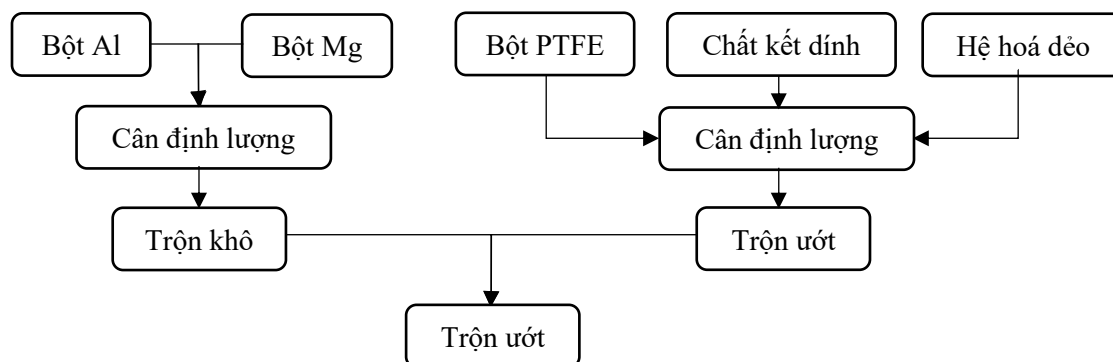 Bột Al
Bột Mg
Bột PTFE
Chất kết dính
Hệ hoá dẻo
Cân định lượng
Cân định lượng
Trộn khô
Trộn ướt
Trộn ướt